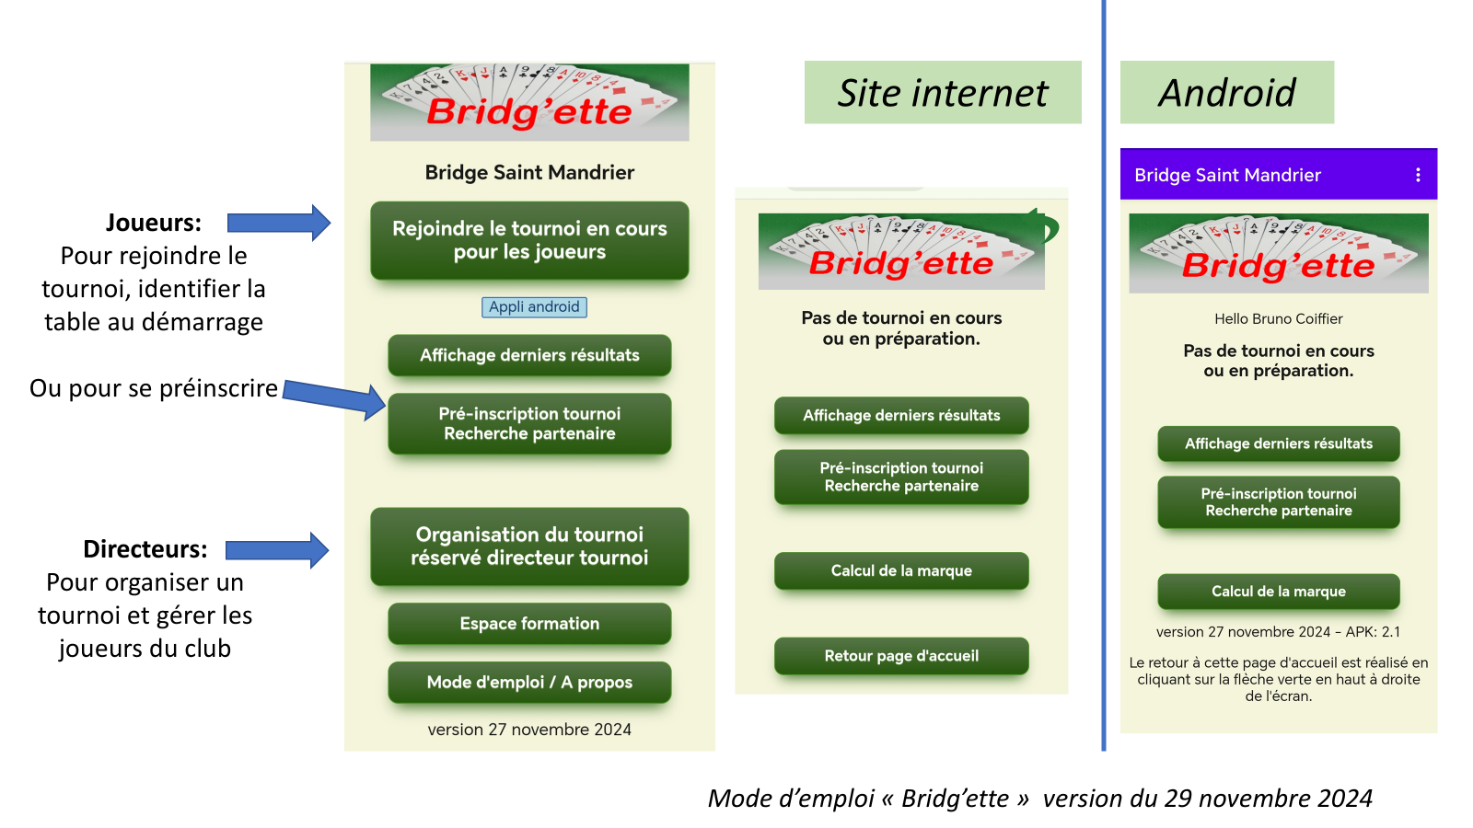 Site internet
Android
Joueurs:
Pour rejoindre le
tournoi, identifier la
table au démarrage
Ou pour se préinscrire
Directeurs:
Pour organiser un
tournoi et gérer les
joueurs du club
Bridg'ette
Bridge Saint Mandrier
Rejoindre le tournoi en cours
pour les joueurs
Appli android
Affichage derniers résultats
Pré-inscription tournoi
Recherche partenaire
Organisation du tournoi
réservé directeur tournoi
Espace formation
Mode d'emploi / A propos
version 27 novembre 2024
Bridg'ette
Pas de tournoi en cours
ou en préparation.
Affichage derniers résultats
Pré-inscription tournoi
Recherche partenaire
Calcul de la marque
Retour page d'accueil
Bridge Saint Mandrier
Bridg'ette
Hello Bruno Coiffier
Pas de tournoi en cours
ou en préparation.
Affichage derniers résultats
Pré-inscription tournoi
Recherche partenaire
Calcul de la marque
version 27 novembre 2024 - APK: 2.1
Le retour à cette page d'accueil est réalisé en
cliquant sur la flèche verte en haut à droite
de l'écran.
Mode d’emploi « Bridg’ette » version du 29 novembre 2024